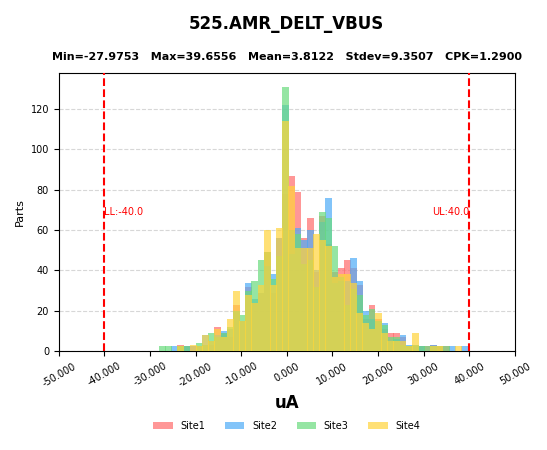 525.AMR_DELT_VBUS
Min=-27.9753 Max=39.6556 Mean=3.8122 Stdev=9.3507 CPK=1.2900
Parts
120
100
80
60
40
20
0
LL:-40.0
UL:40.0
-50.000 -40.000 -30.000 -20.000 -10.000 0.000 10.000 20.000 30.000 40.000 50.000
uA
Site1 Site2 Site3 Site4